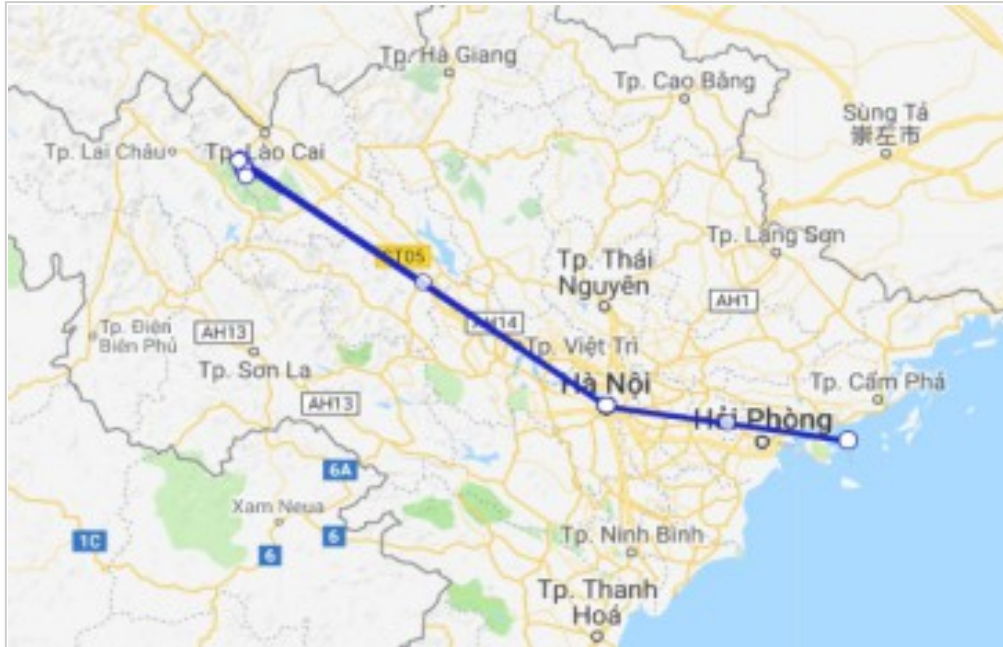 Tp. Hà Giang
Tp. Cao Bằng
Sùng Tả
崇左市
Tp. Lai Châu
Tp. Lào Cai
Tp. Lạng Sơn
CT05
Tp. Thái
Nguyên
AH1
Tp. Điện
Biên Phủ
AH13
AH14
Tp. Việt Trì
Tp. Sơn La
Hà Nội
Tp. Cẩm Phả
AH13
Hải Phòng
6A
Xam Neua
6
1C
6
Tp. Ninh Bình
Tp. Thanh
Hoá